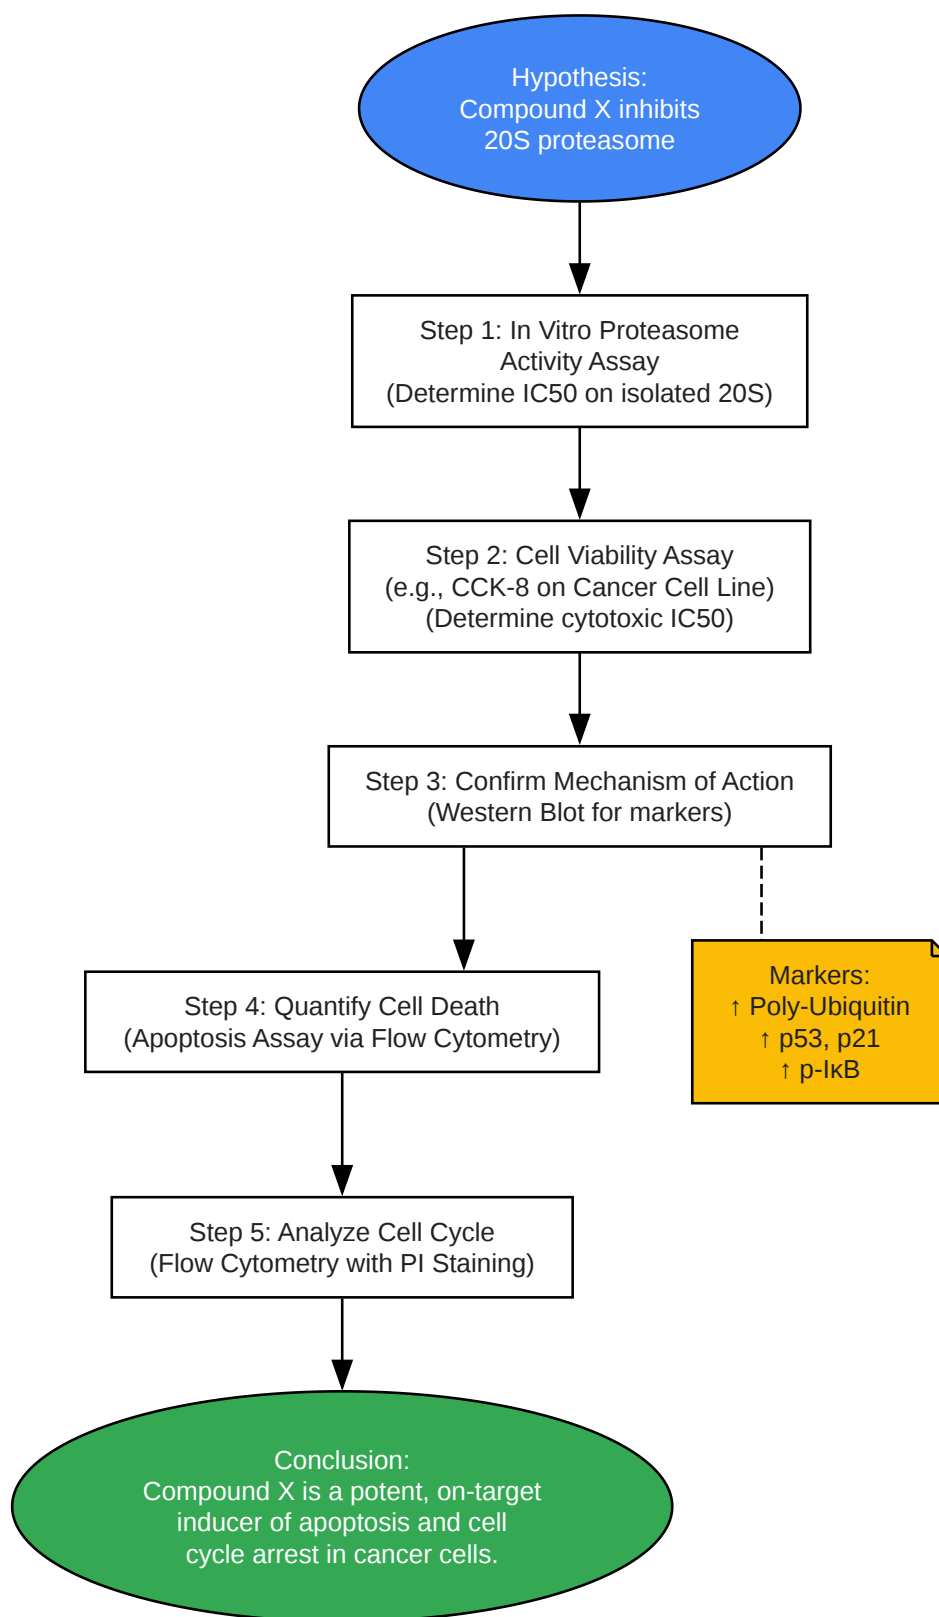 Hypothesis:
Compound X inhibits
20S proteasome
Step 1: In Vitro Proteasome
Activity Assay
(Determine IC50 on isolated 20S)
Step 2: Cell Viability Assay
(e.g., CCK-8 on Cancer Cell Line)
(Determine cytotoxic IC50)
Step 3: Confirm Mechanism of Action
(Western Blot for markers)
Markers:
↑ Poly-Ubiquitin
↑ p53, p21
↑ p-IκB
Step 4: Quantify Cell Death
(Apoptosis Assay via Flow Cytometry)
Step 5: Analyze Cell Cycle
(Flow Cytometry with PI Staining)
Conclusion:
Compound X is a potent, on-target
inducer of apoptosis and cell
cycle arrest in cancer cells.